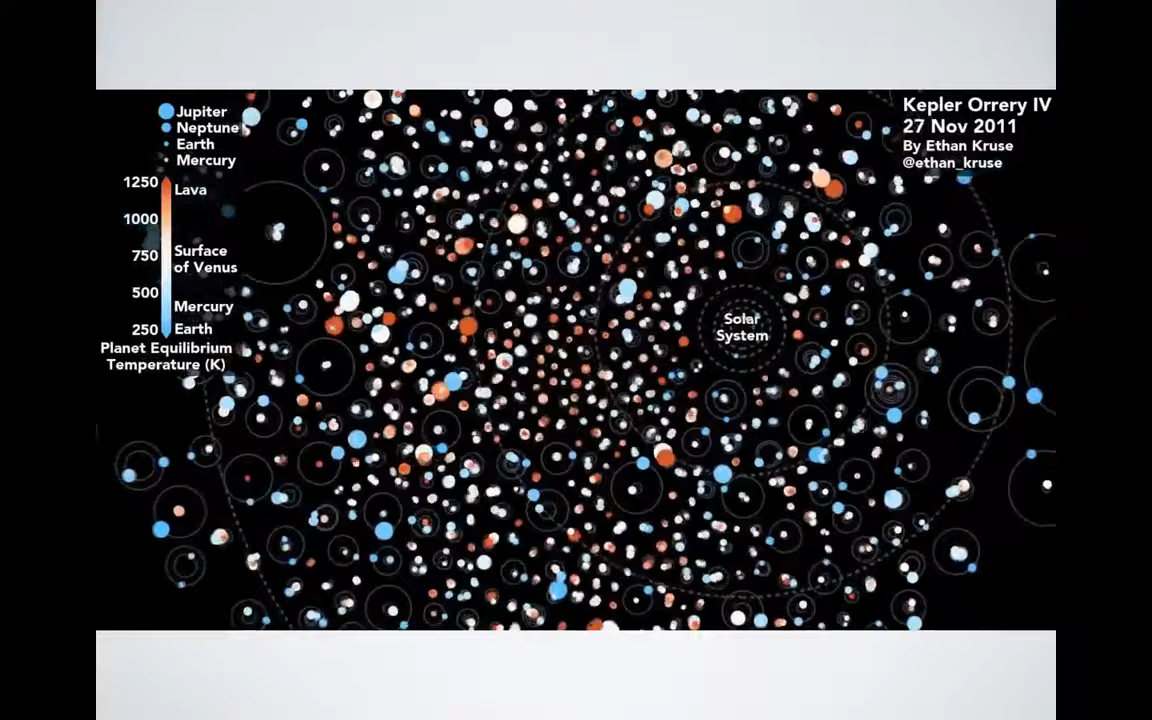 Jupiter
Neptune
Earth
Mercury
1250
Lava
1000
750
Surface
of Venus
500
Mercury
250
Earth
Planet Equilibrium
Temperature (K)
Kepler Orrery IV
27 Nov 2011
By Ethan Kruse
@ethan_kruse
Solar
System